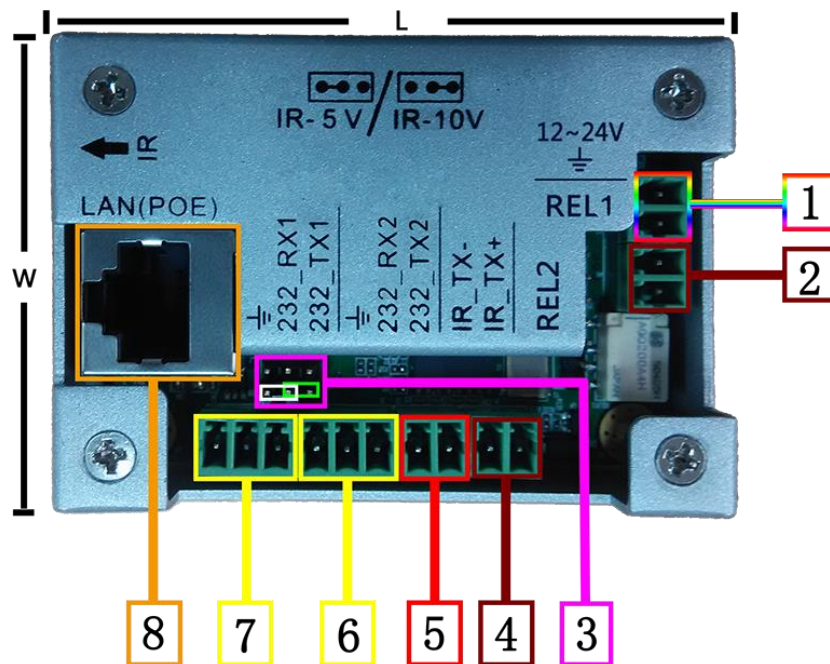 L
W
IR-5V/IR-10V
12~24V
IR
LAN(POE)
REL1
232_RX1
232_TX1
232_RX2
232_TX2
IR_TX-
IR_TX+
REL2
1
2
3
4
5
6
7
8